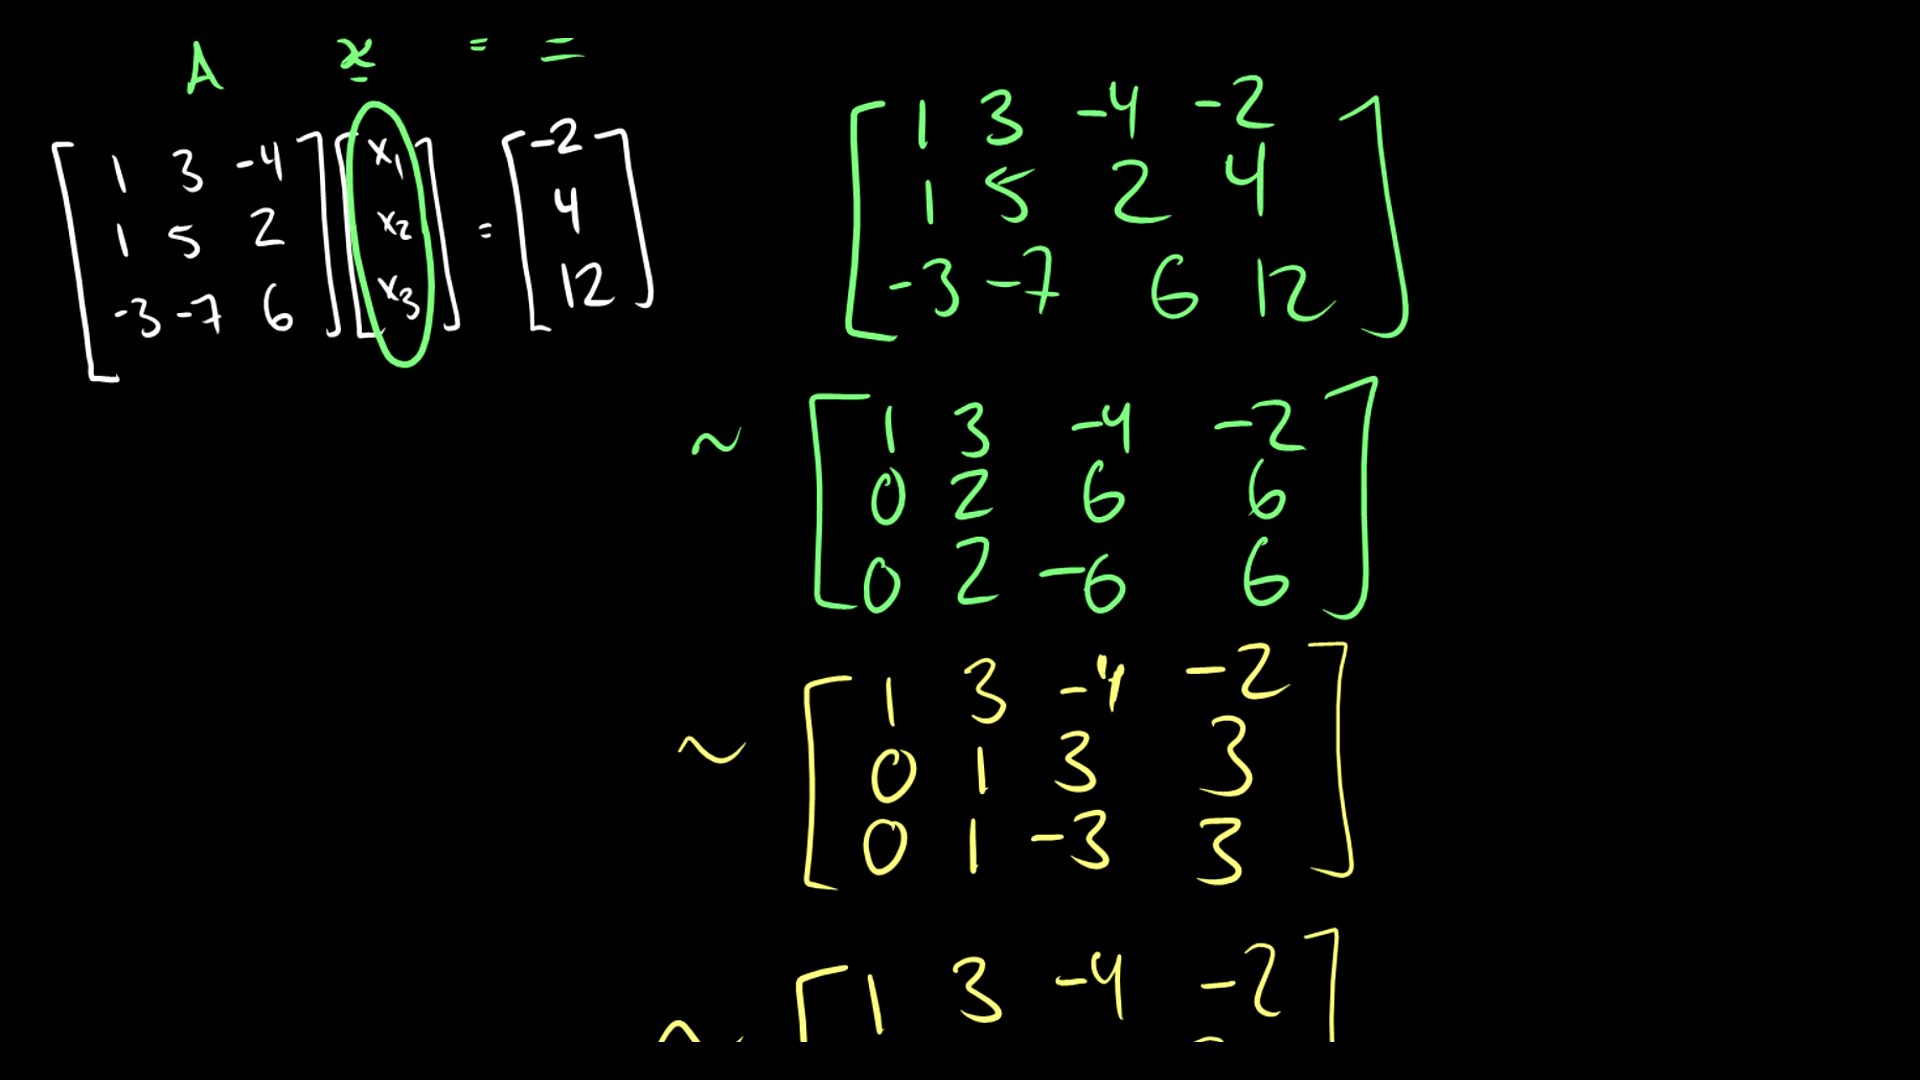 A x = =
[ 1 3 -4 ] [ x1 ] [ -2 ]
[ 1 5 2 ] [ x2 ] = [ 4 ]
[ -3 -7 6 ] [ x3 ] [ 12 ]
[ 1 3 -4 -2 ]
[ 1 5 2 4 ]
[ -3 -7 6 12 ]
~ [ 1 3 -4 -2 ]
[ 0 2 6 6 ]
[ 0 2 -6 6 ]
~ [ 1 3 -4 -2 ]
[ 0 1 3 3 ]
[ 0 1 -3 3 ]
~ [ 1 3 -4 -2 ]